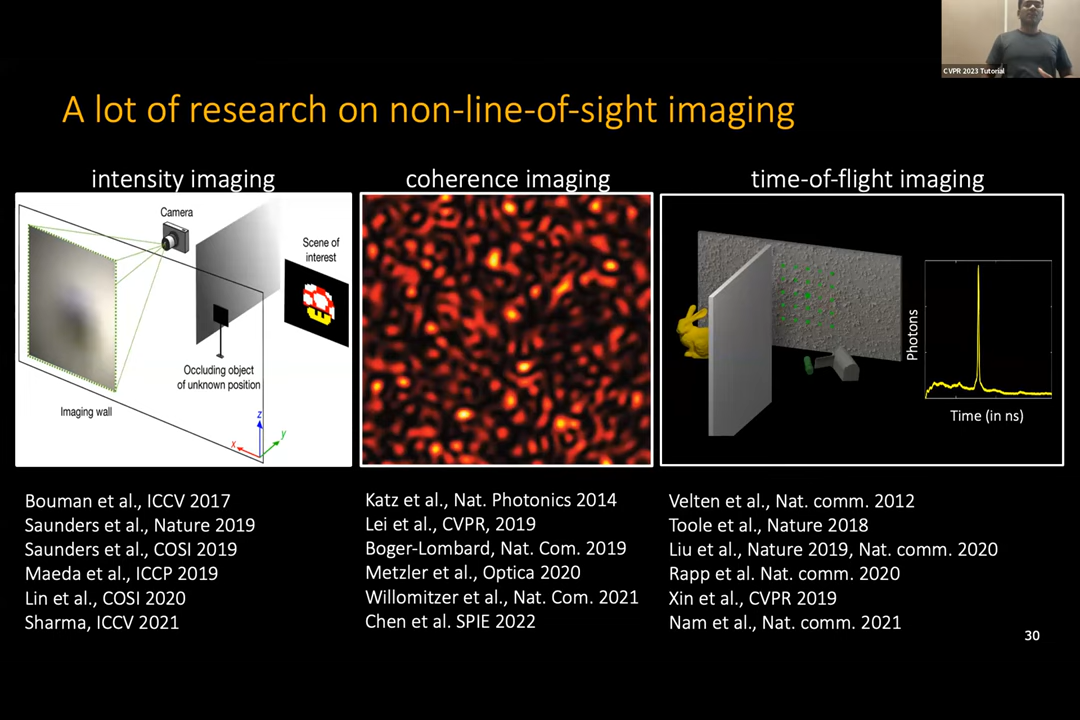 CVPR 2023 Tutorial
A lot of research on non-line-of-sight imaging
intensity imaging
Camera
Scene of
interest
Occluding object
of unknown position
Imaging wall
x
z
y
Bouman et al., ICCV 2017
Saunders et al., Nature 2019
Saunders et al., COSI 2019
Maeda et al., ICCP 2019
Lin et al., COSI 2020
Sharma, ICCV 2021
coherence imaging
Katz et al., Nat. Photonics 2014
Lei et al., CVPR, 2019
Boger-Lombard, Nat. Com. 2019
Metzler et al., Optica 2020
Willomitzer et al., Nat. Com. 2021
Chen et al. SPIE 2022
time-of-flight imaging
Photons
Time (in ns)
Velten et al., Nat. comm. 2012
Toole et al., Nature 2018
Liu et al., Nature 2019, Nat. comm. 2020
Rapp et al. Nat. comm. 2020
Xin et al., CVPR 2019
Nam et al., Nat. comm. 2021
30